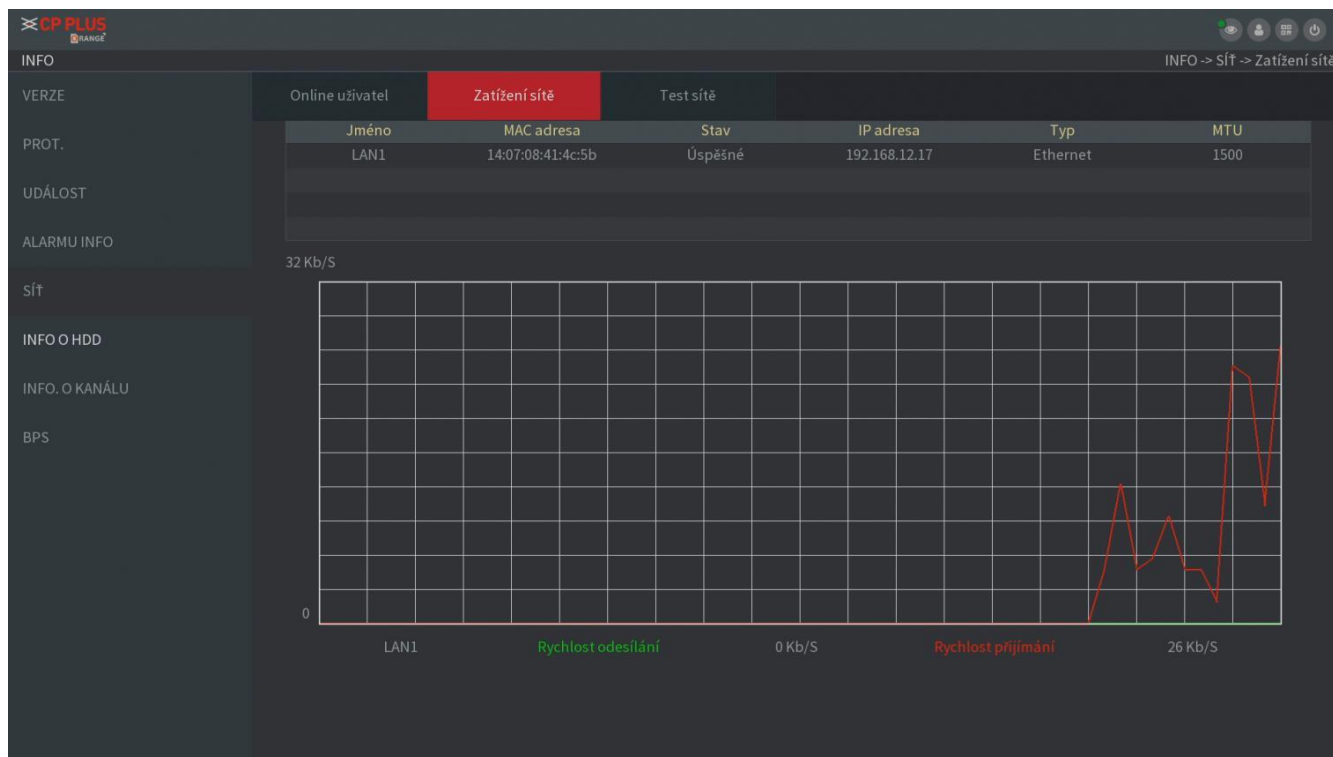 CP PLUS
ORANGE
INFO
INFO -> SÍŤ -> Zatížení sítě
VERZE
PROT.
UDÁLOST
ALARMU INFO
SÍŤ
INFO O HDD
INFO. O KANÁLU
BPS
Online uživatel Zatížení sítě Test sítě
Jméno MAC adresa Stav IP adresa Typ MTU
LAN1 14:07:08:41:4c:5b Úspěšné 192.168.12.17 Ethernet 1500
32 Kb/S
0
LAN1 Rychlost odesílání 0 Kb/S Rychlost přijímání 26 Kb/S